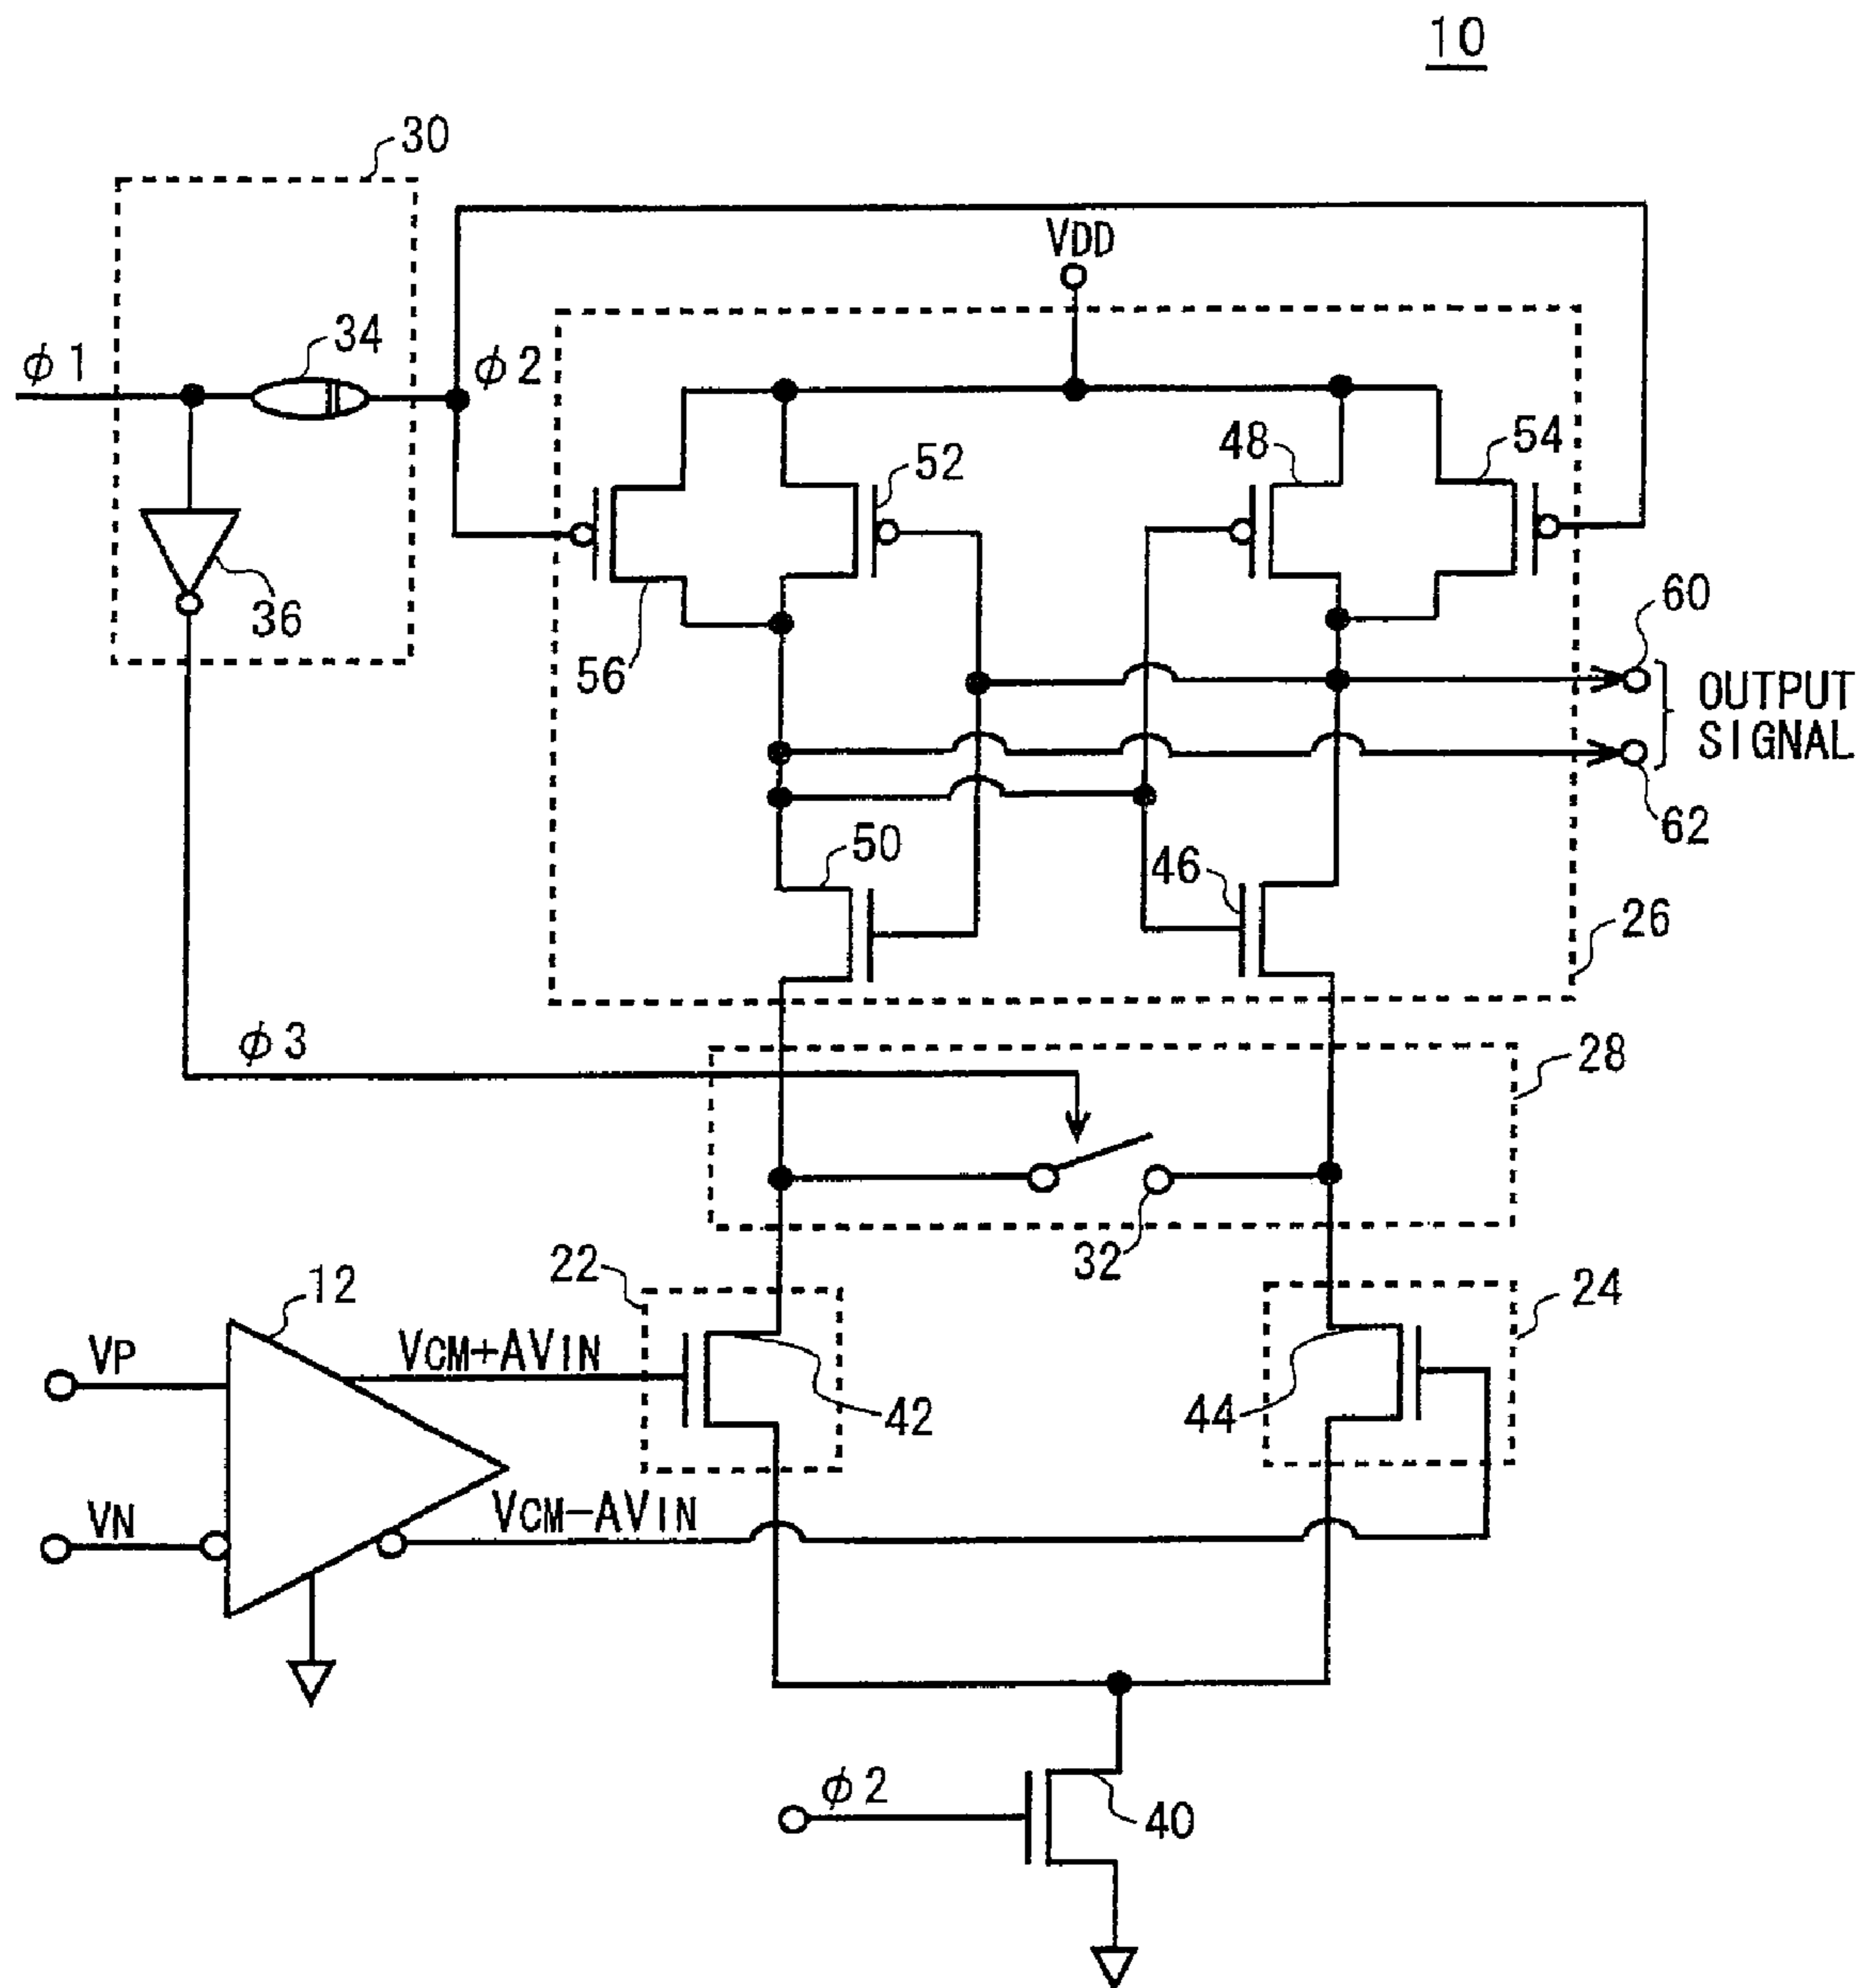 10
30
VDD
34
φ1
φ2
52
48
54
36
60
56
OUTPUT
SIGNAL
62
50
46
26
φ3
28
22
32
24
12
VP
VCM+AVIN
42
44
VN
VCM-AVIN
φ2
40